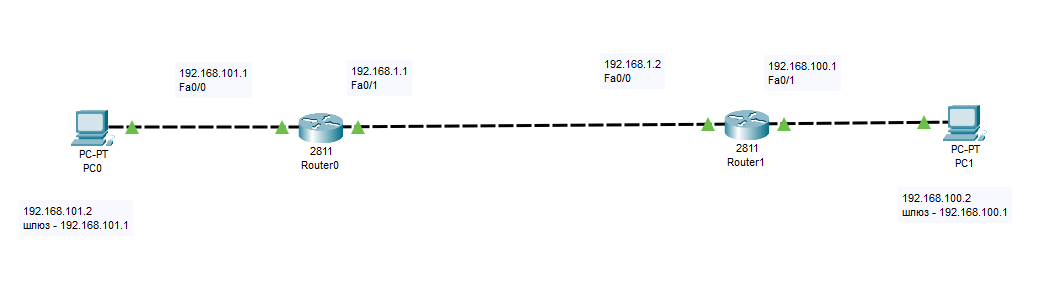 192.168.101.1
Fa0/0
192.168.1.1
Fa0/1
192.168.1.2
Fa0/0
192.168.100.1
Fa0/1
PC-PT
PC0
2811
Router0
2811
Router1
PC-PT
PC1
192.168.101.2
шлюз - 192.168.101.1
192.168.100.2
шлюз - 192.168.100.1